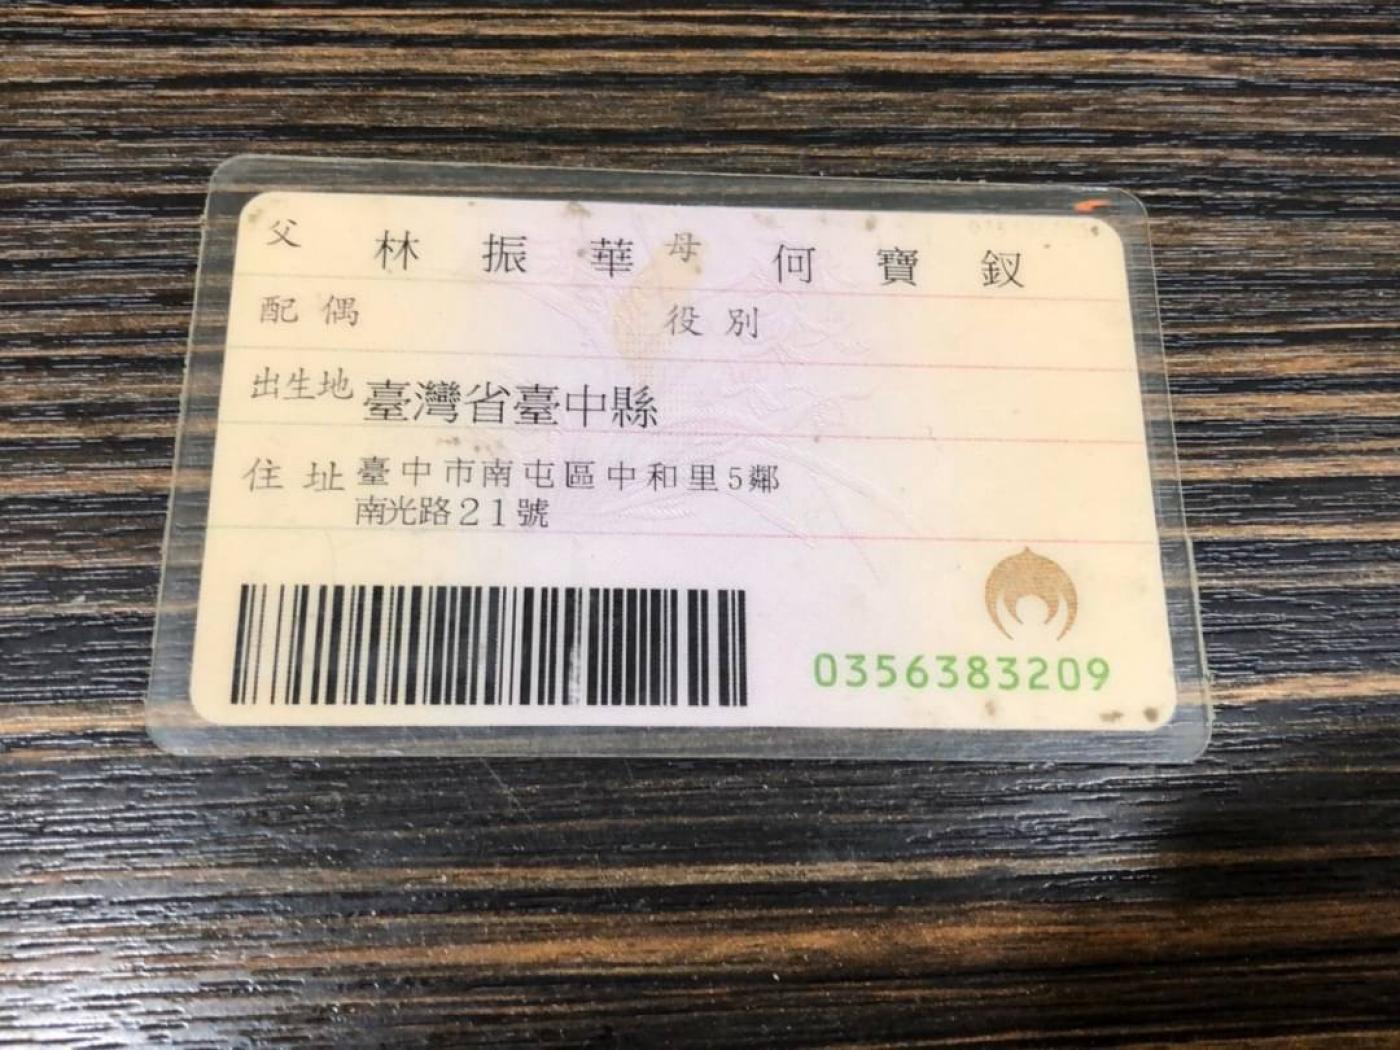 父 林振華 母 何寶釵
配偶 役別
出生地 臺灣省臺中縣
住址 臺中市南屯區中和里5鄰
南光路21號
0356383209